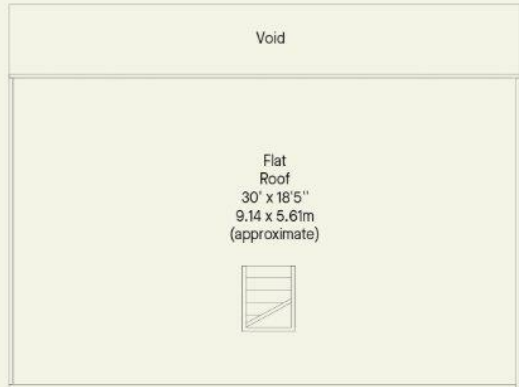 Void
Flat
Roof
30' x 18'5''
9.14 x 5.61m
(approximate)